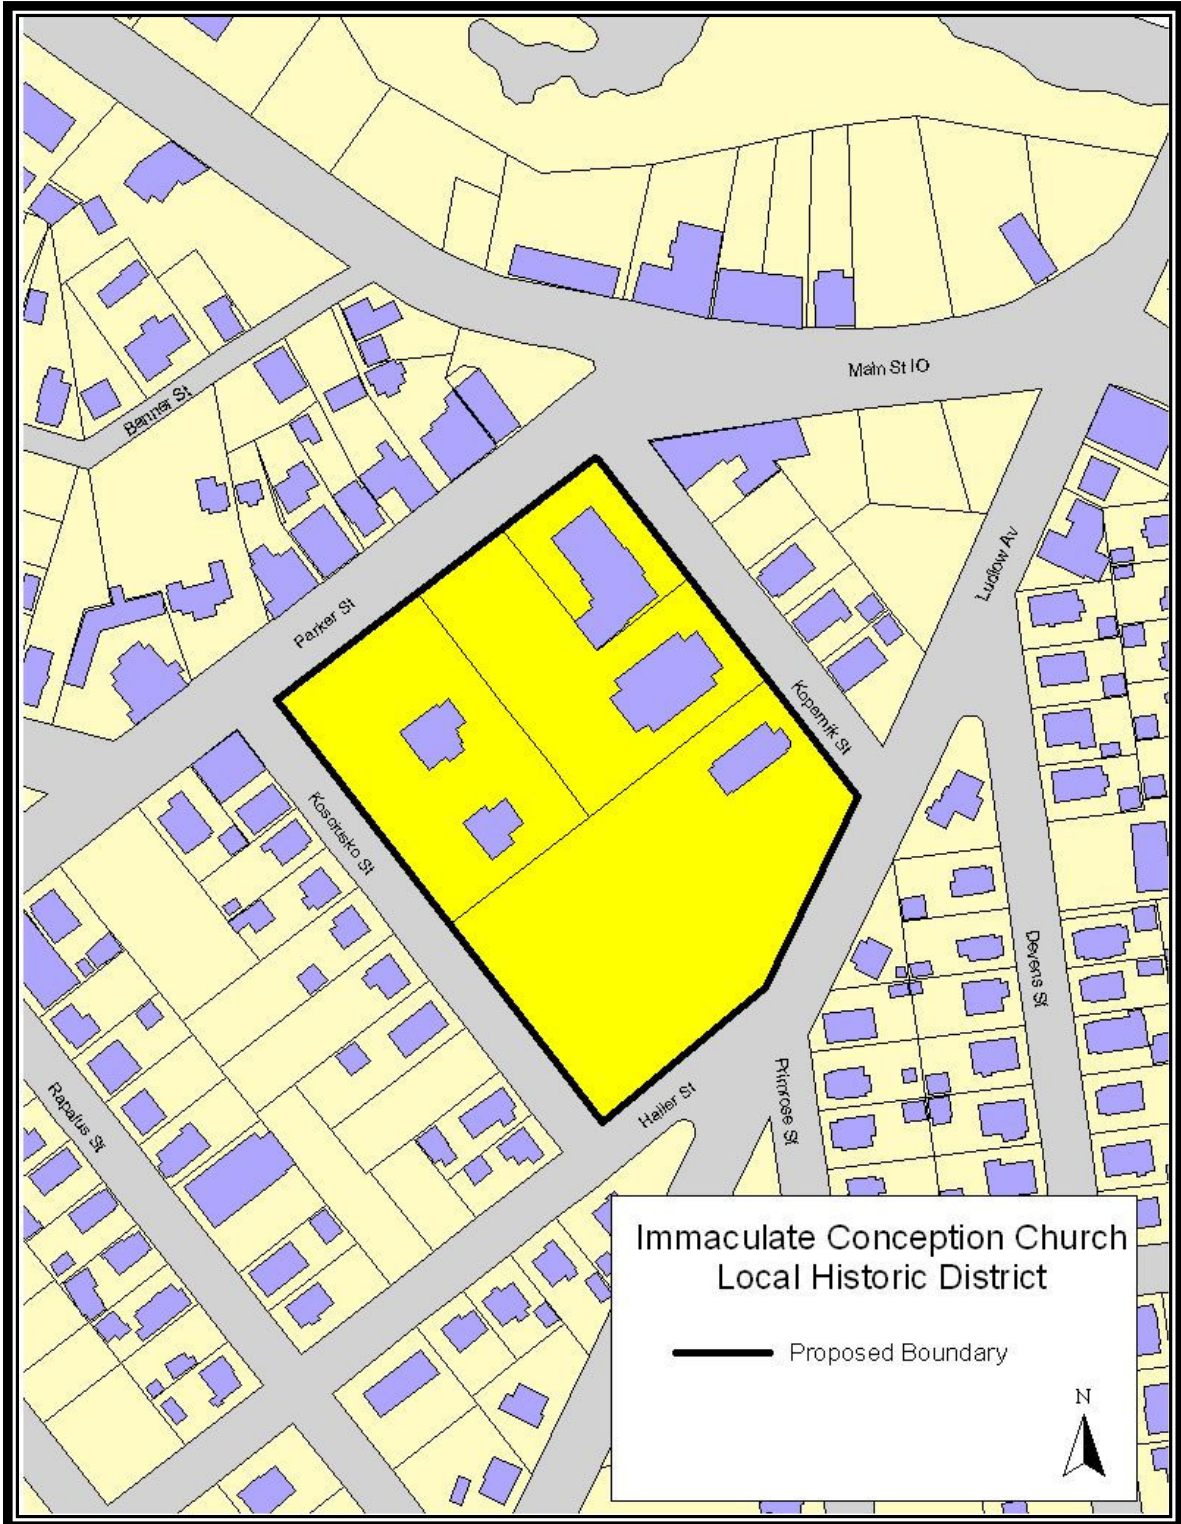 Main St IO
Banner St
Ludlow Av
Parker St
Kopernik St
Kosciusko St
Devens St
Primrose St
Haller St
Rapallus St
Immaculate Conception Church
Local Historic District
Proposed Boundary
N